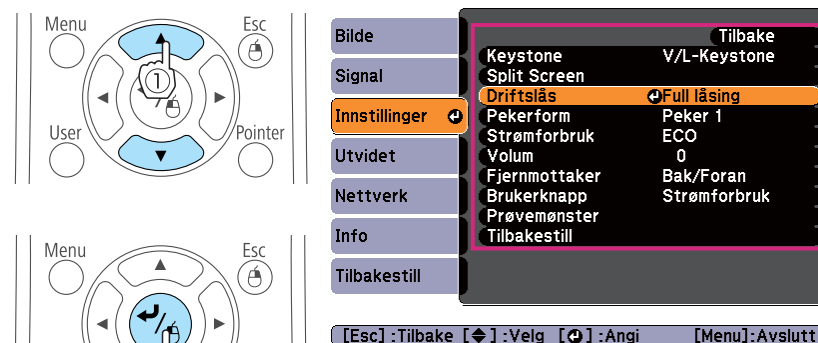 Menu
Esc
①
User
Pointer
Menu
Esc
Bilde
Signal
Innstillinger
Utvidet
Nettverk
Info
Tilbakestill
Tilbake
Keystone V/L-Keystone
Split Screen
Driftslås Full låsing
Pekerform Peker 1
Strømforbruk ECO
Volum 0
Fjernmottaker Bak/Foran
Brukerknapp Strømforbruk
Prøvemønster
Tilbakestill
[Esc] :Tilbake [◆] :Velg [⏎] :Angi [Menu]:Avslutt